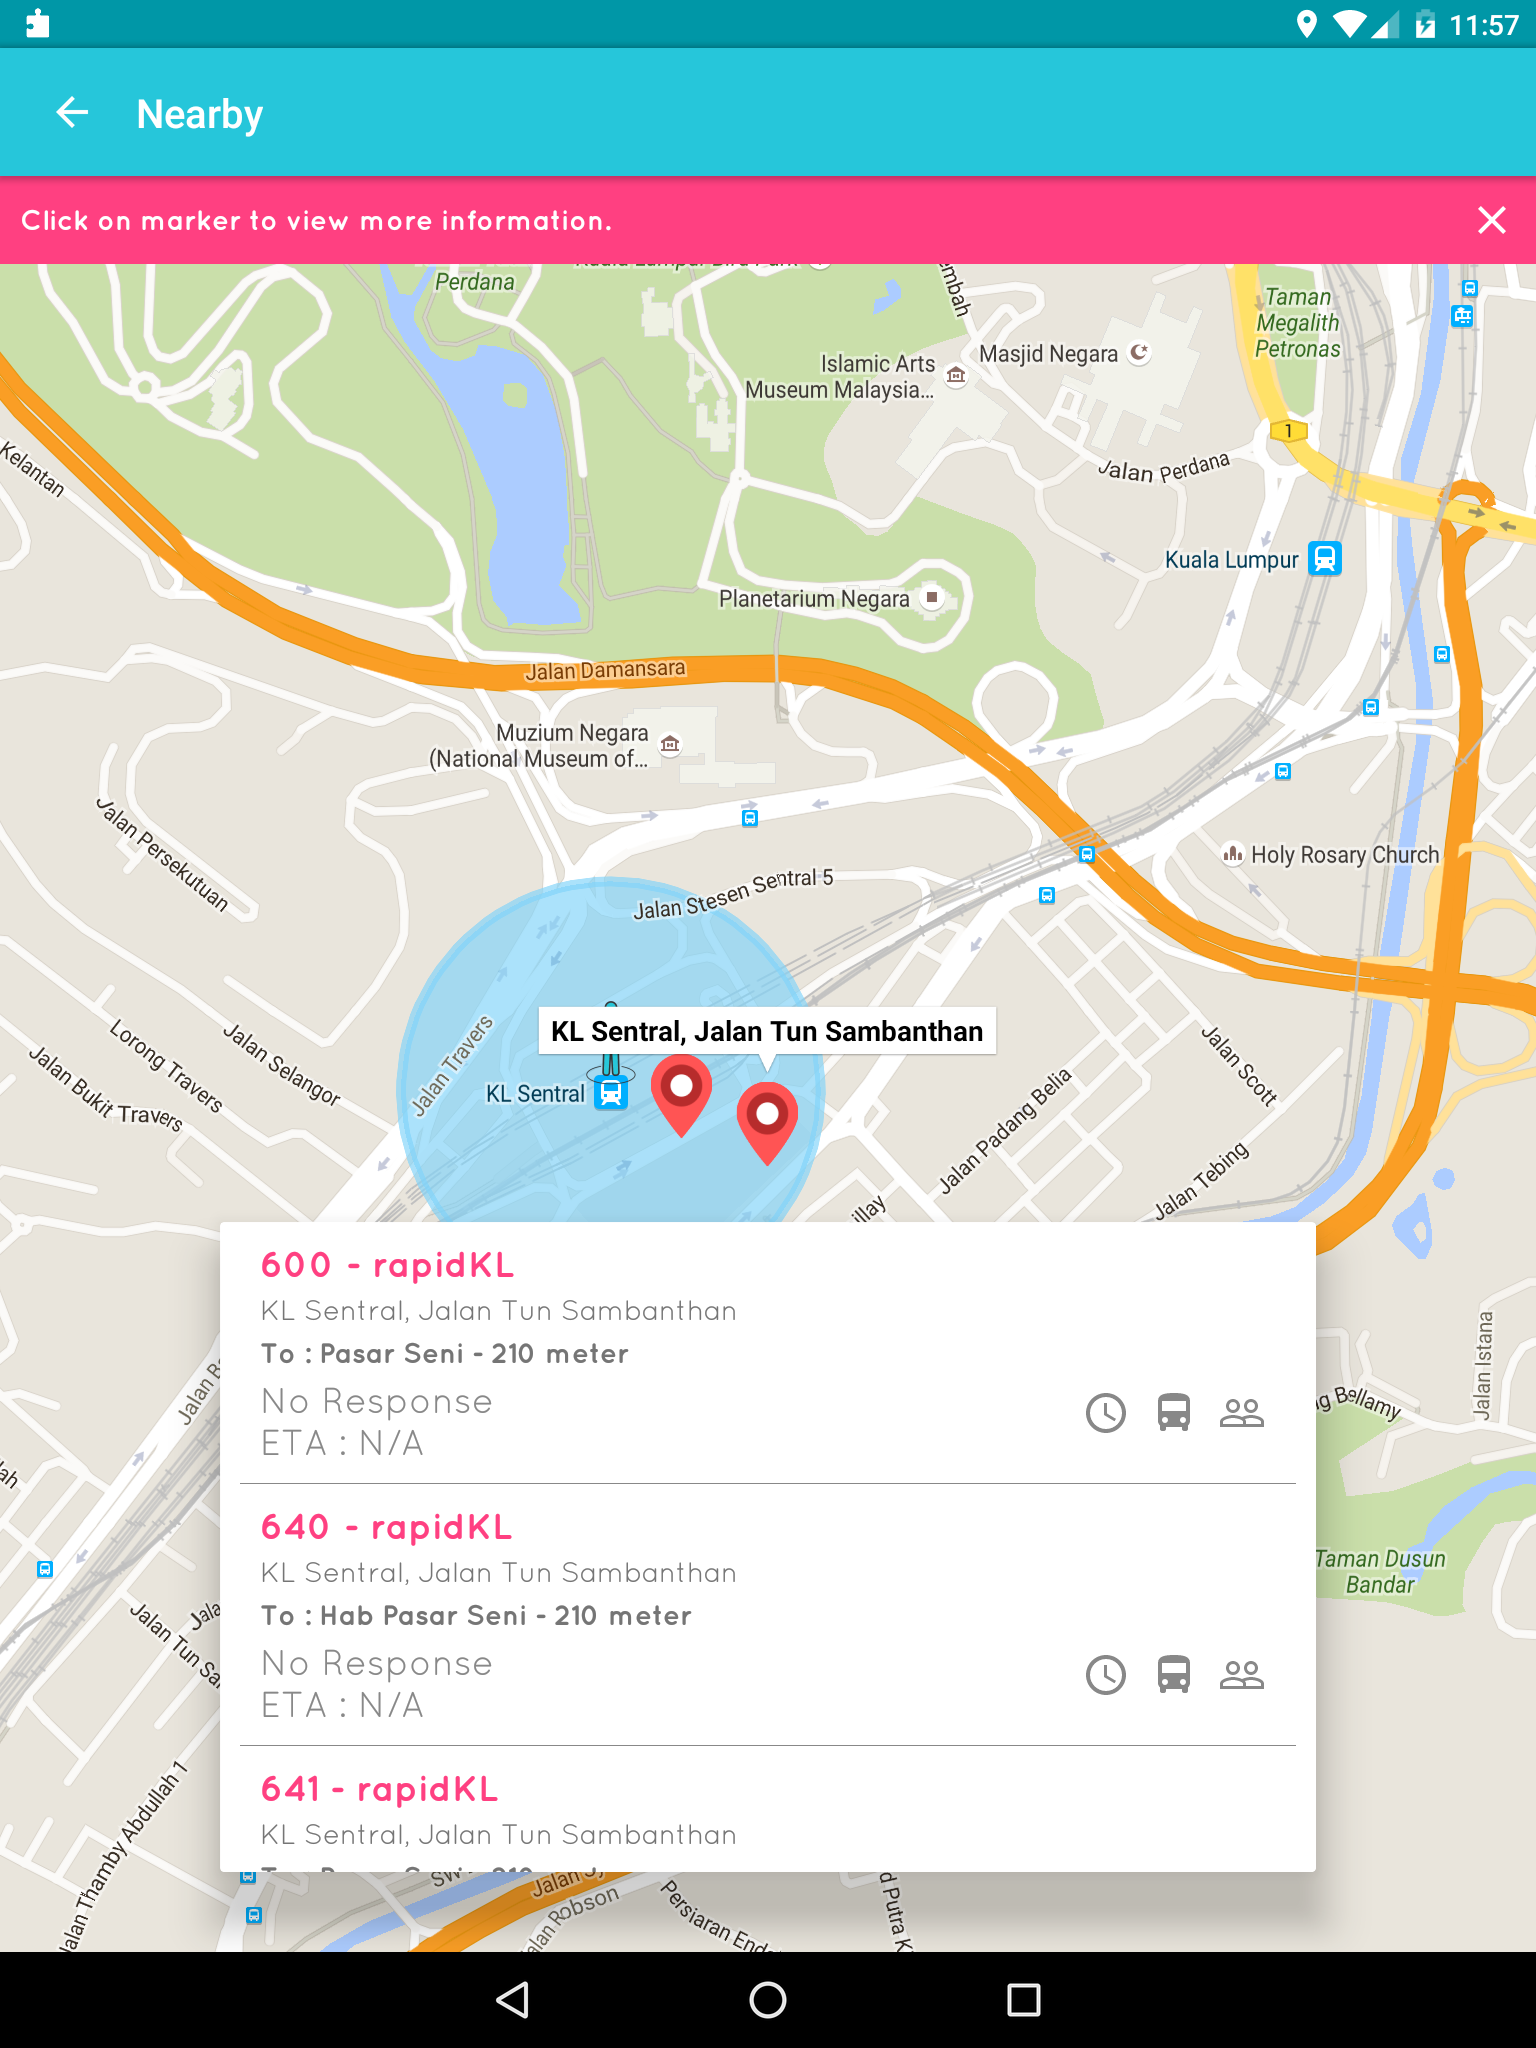 11:57
Nearby
Click on marker to view more information.
Perdana
Taman
Megalith
Petronas
Islamic Arts
Museum Malaysia...
Masjid Negara
1
Kelantan
Jalan Perdana
Kuala Lumpur
Planetarium Negara
Jalan Damansara
Muzium Negara
(National Museum of...
Jalan Persekutuan
Holy Rosary Church
Jalan Stesen Sentral 5
KL Sentral, Jalan Tun Sambanthan
Jalan Travers
KL Sentral
Lorong Travers
Jalan Selangor
Jalan Bukit Travers
Jalan Scott
Jalan Padang Belia
Jalan Tebing
illay
600 - rapidKL
KL Sentral, Jalan Tun Sambanthan
To : Pasar Seni - 210 meter
No Response
ETA : N/A
640 - rapidKL
KL Sentral, Jalan Tun Sambanthan
To : Hab Pasar Seni - 210 meter
No Response
ETA : N/A
641 - rapidKL
KL Sentral, Jalan Tun Sambanthan
Jalan Istana
Bellamy
Taman Dusun
Bandar
Jalan
Jalan Tun
Jalan Thamby Abdullah 1
Jalan
Robson
Persiaran
d Putra